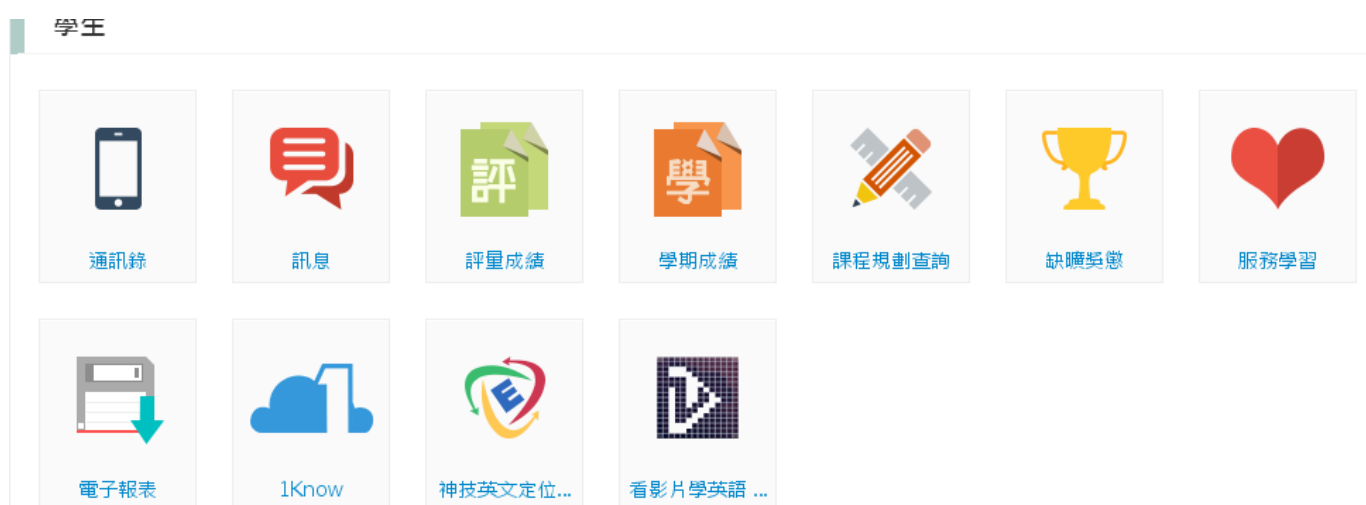 學生
評
學
通訊錄
訊息
評量成績
學期成績
課程規劃查詢
缺曠獎懲
服務學習
E
電子報表
1Know
神技英文定位...
看影片學英語 ...